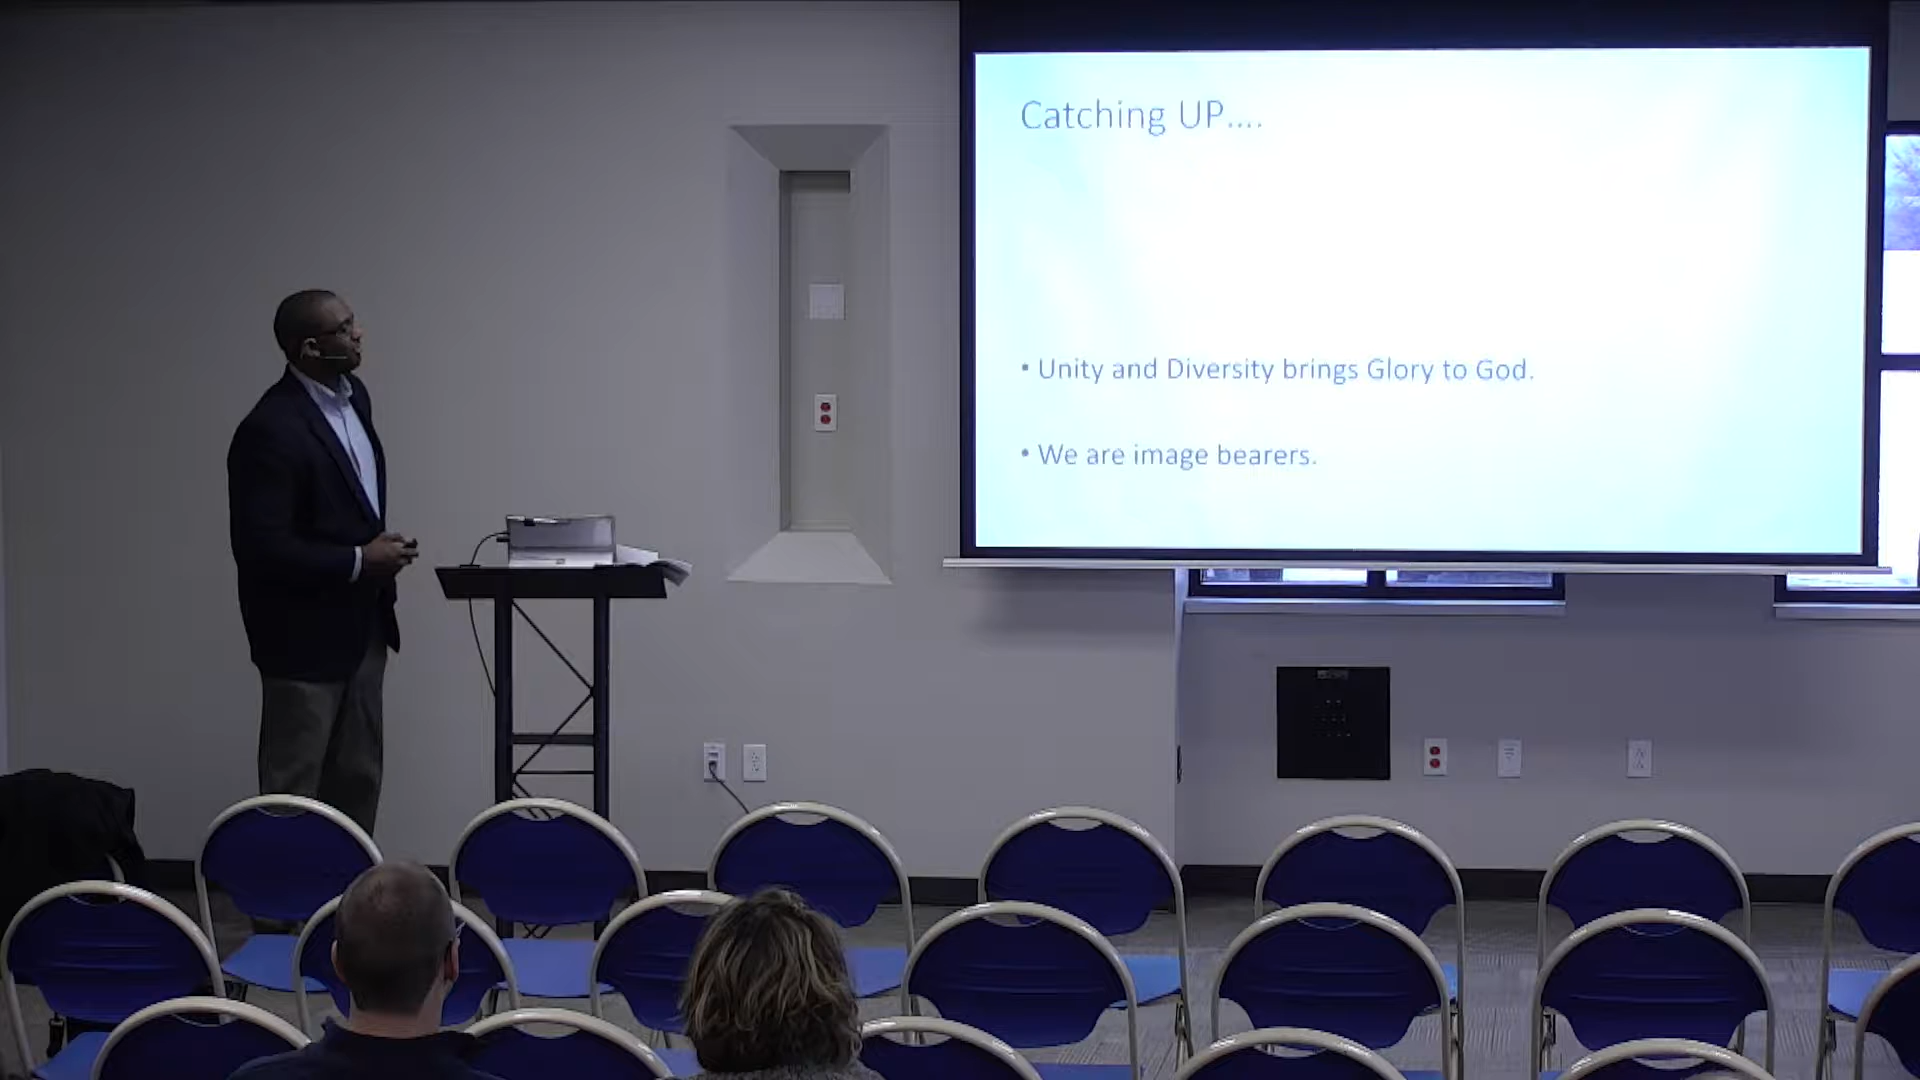 Catching UP....
• Unity and Diversity brings Glory to God.
• We are image bearers.